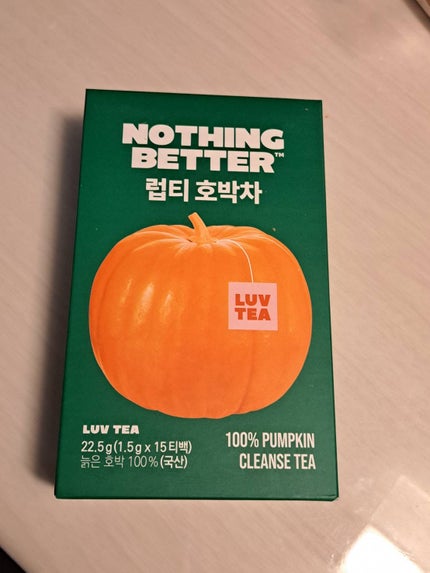 NOTHING
BETTER™
럽티 호박차
LUV
TEA
LUV TEA
22.5g(1.5g x 15티백)
늙은 호박 100% (국산)
100% PUMPKIN
CLEANSE TEA